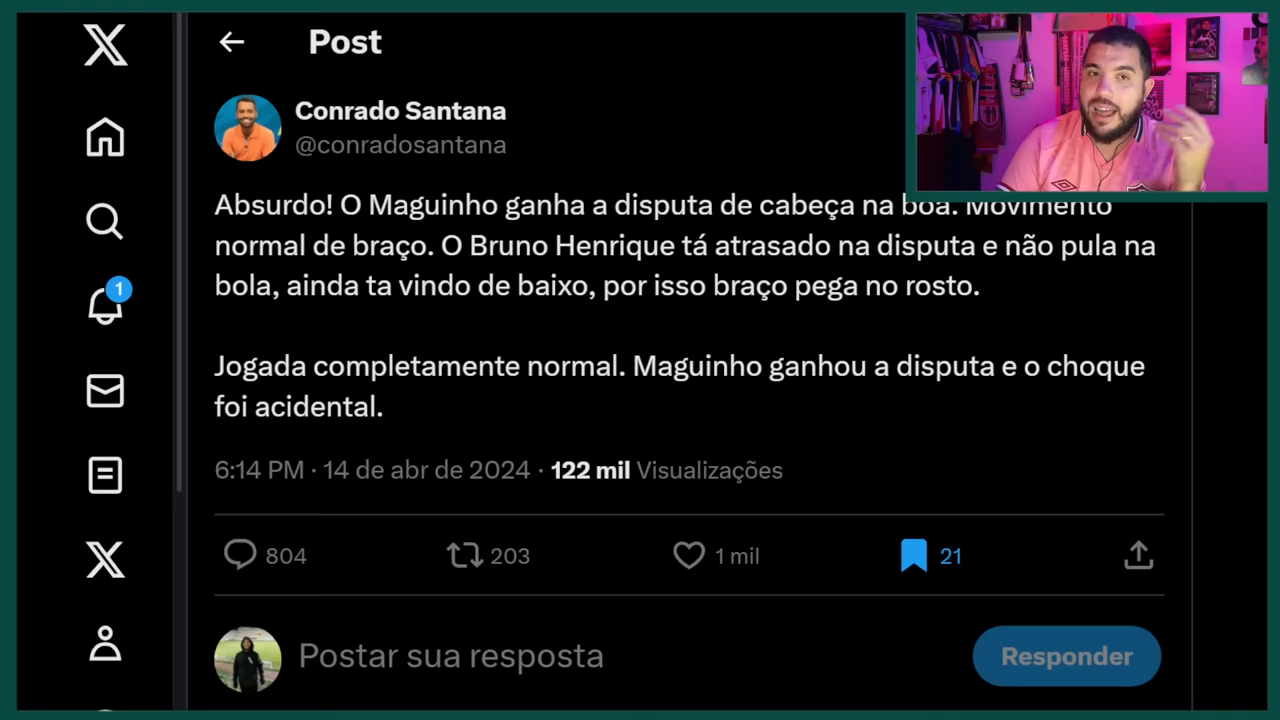 Post
Conrado Santana
@conradosantana
Absurdo! O Maguinho ganha a disputa de cabeça na boa. Movimento
normal de braço. O Bruno Henrique tá atrasado na disputa e não pula na
bola, ainda ta vindo de baixo, por isso braço pega no rosto.
Jogada completamente normal. Maguinho ganhou a disputa e o choque
foi acidental.
6:14 PM · 14 de abr de 2024 · 122 mil Visualizações
804 203 1 mil 21
1
Postar sua resposta
Responder
VELEZ